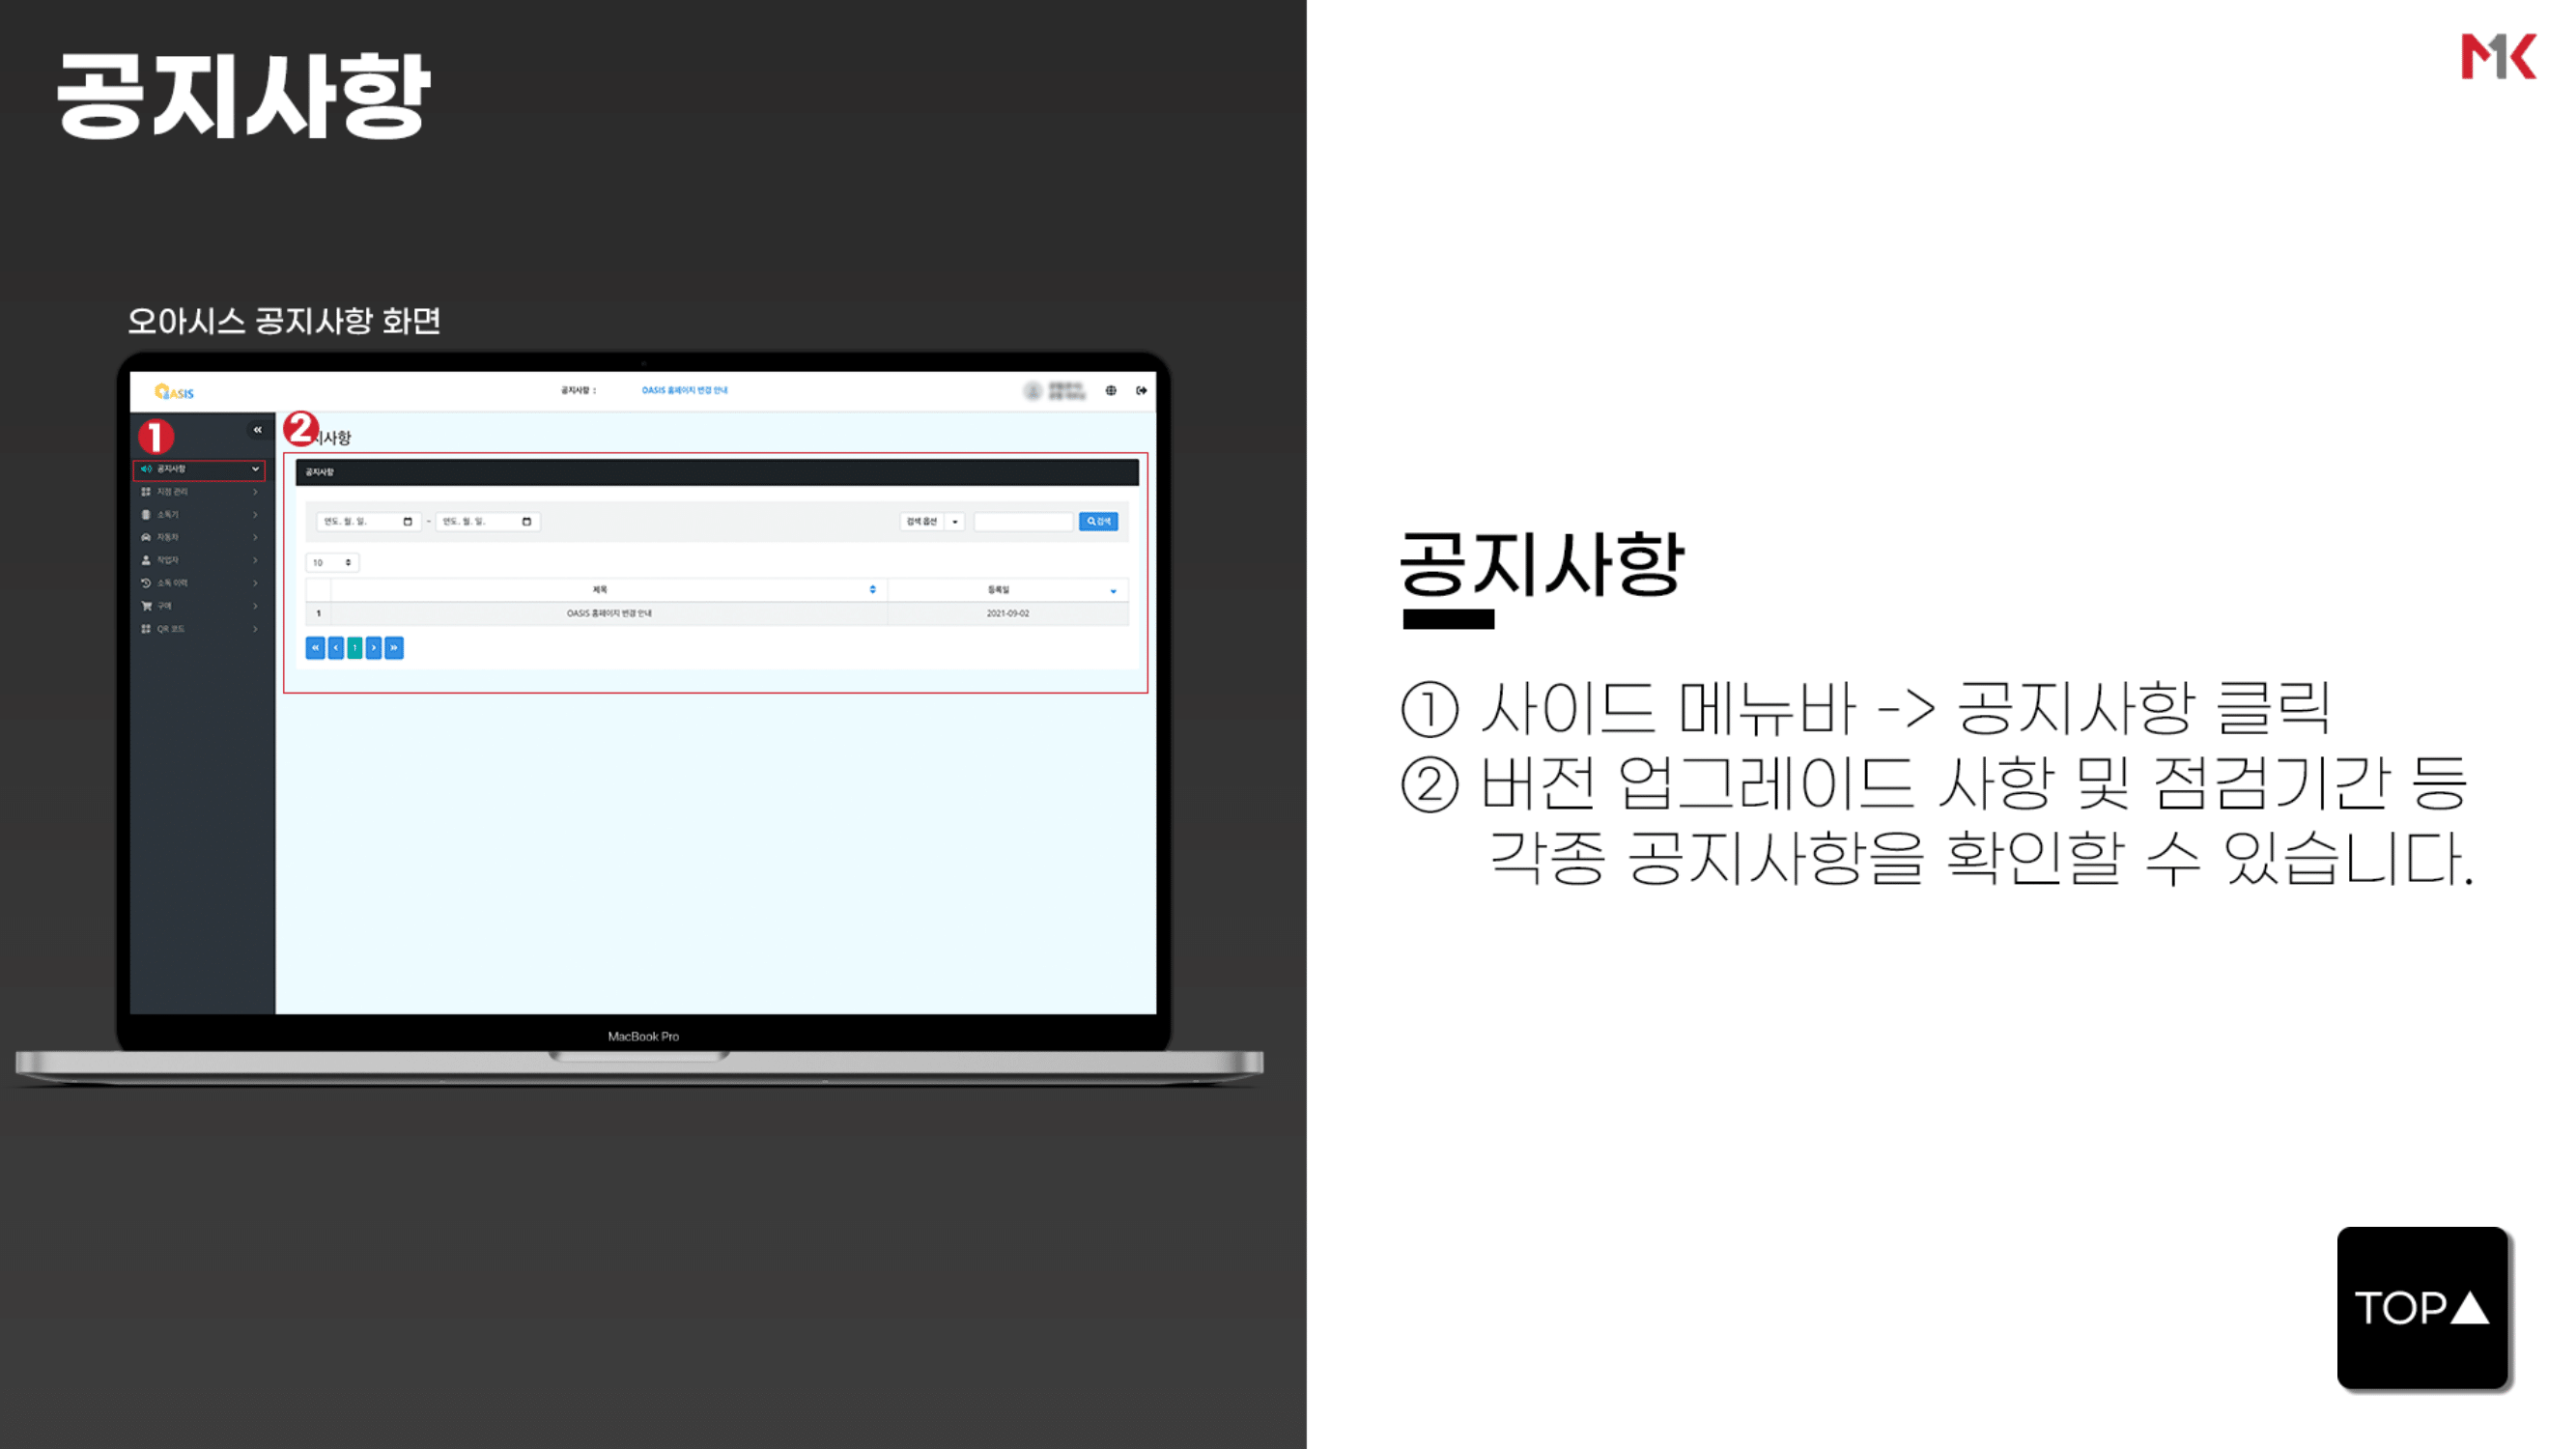 공지사항
MK
오아시스 공지사항 화면
OASIS
공지사항 :
OASIS 홈페이지 변경 안내
1
2
지사항
공지사항
지점 관리
소독기
자동차
작업자
소독 이력
구매
QR 코드
공지사항
연도. 월. 일. - 연도. 월. 일.
검색 옵션
검색
10
제목 등록일
1 OASIS 홈페이지 변경 안내 2021-09-02
« ‹ 1 › »
MacBook Pro
공지사항
① 사이드 메뉴바 -> 공지사항 클릭
② 버전 업그레이드 사항 및 점검기간 등
각종 공지사항을 확인할 수 있습니다.
TOP▲